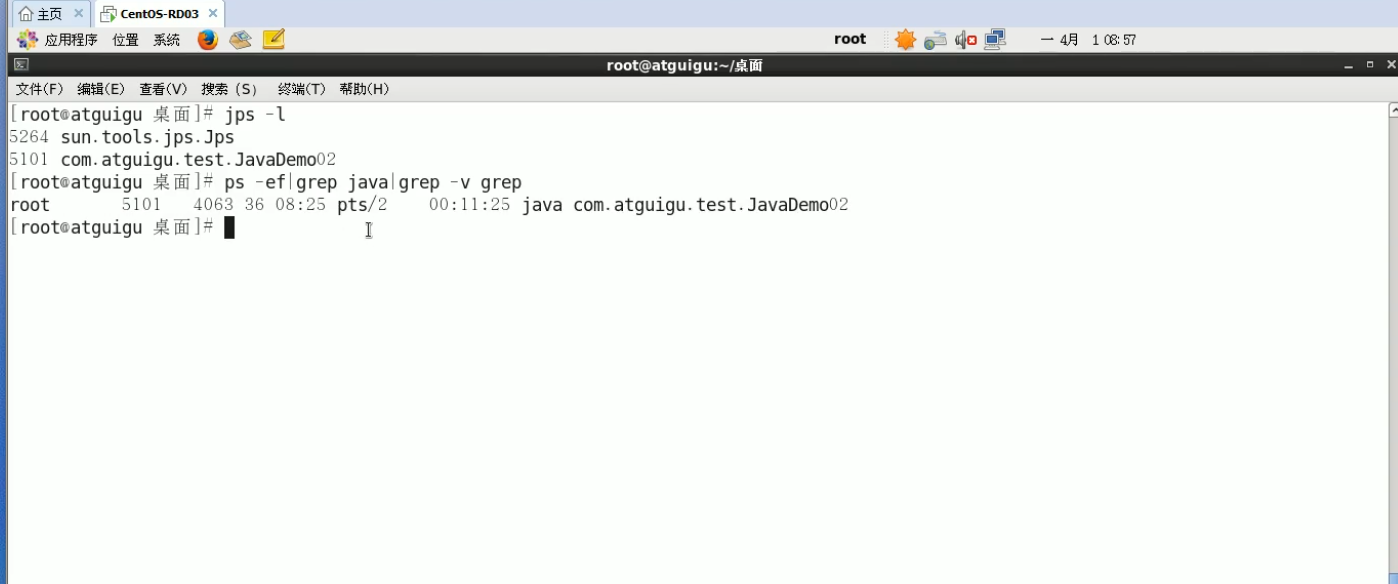 主页 × CentOS-RD03 ×
应用程序 位置 系统 root 一 4月 1 08:57
root@atguigu:~/桌面
文件(F) 编辑(E) 查看(V) 搜索 (S) 终端(T) 帮助(H)
[root@atguigu 桌面]# jps -l
5264 sun.tools.jps.Jps
5101 com.atguigu.test.JavaDemo02
[root@atguigu 桌面]# ps -ef|grep java|grep -v grep
root 5101 4063 36 08:25 pts/2 00:11:25 java com.atguigu.test.JavaDemo02
[root@atguigu 桌面]#